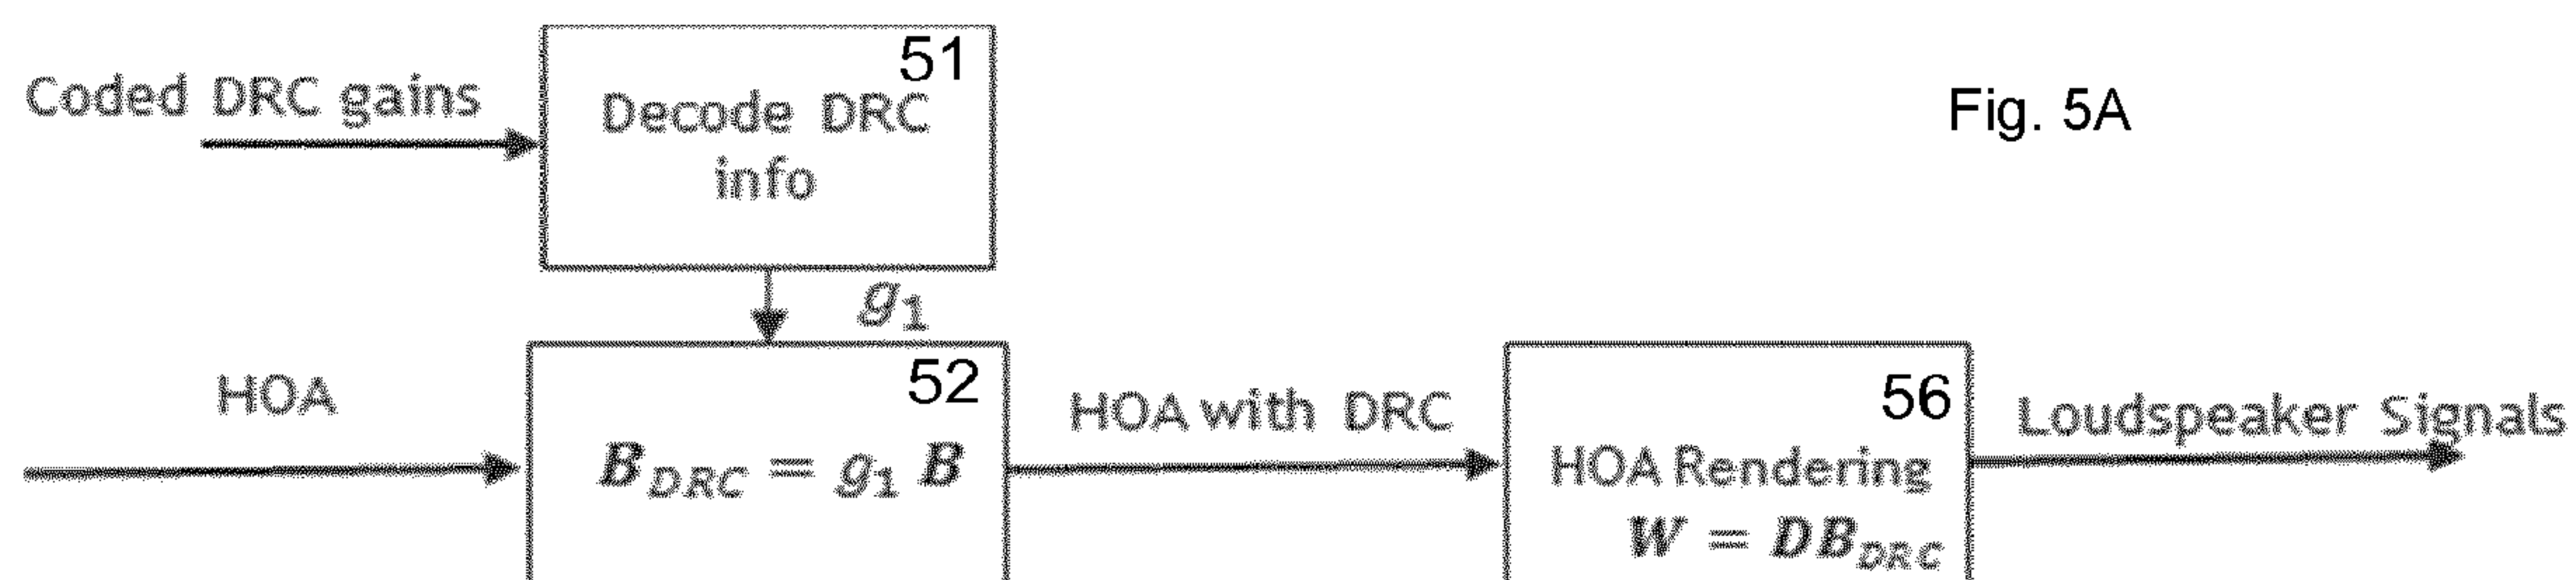 51
Coded DRC gains
Decode DRC
info
Fig. 5A
g1
HOA
52
B_DRC = g1 B
HOA with DRC
56
HOA Rendering
W = DB_DRC
Loudspeaker Signals